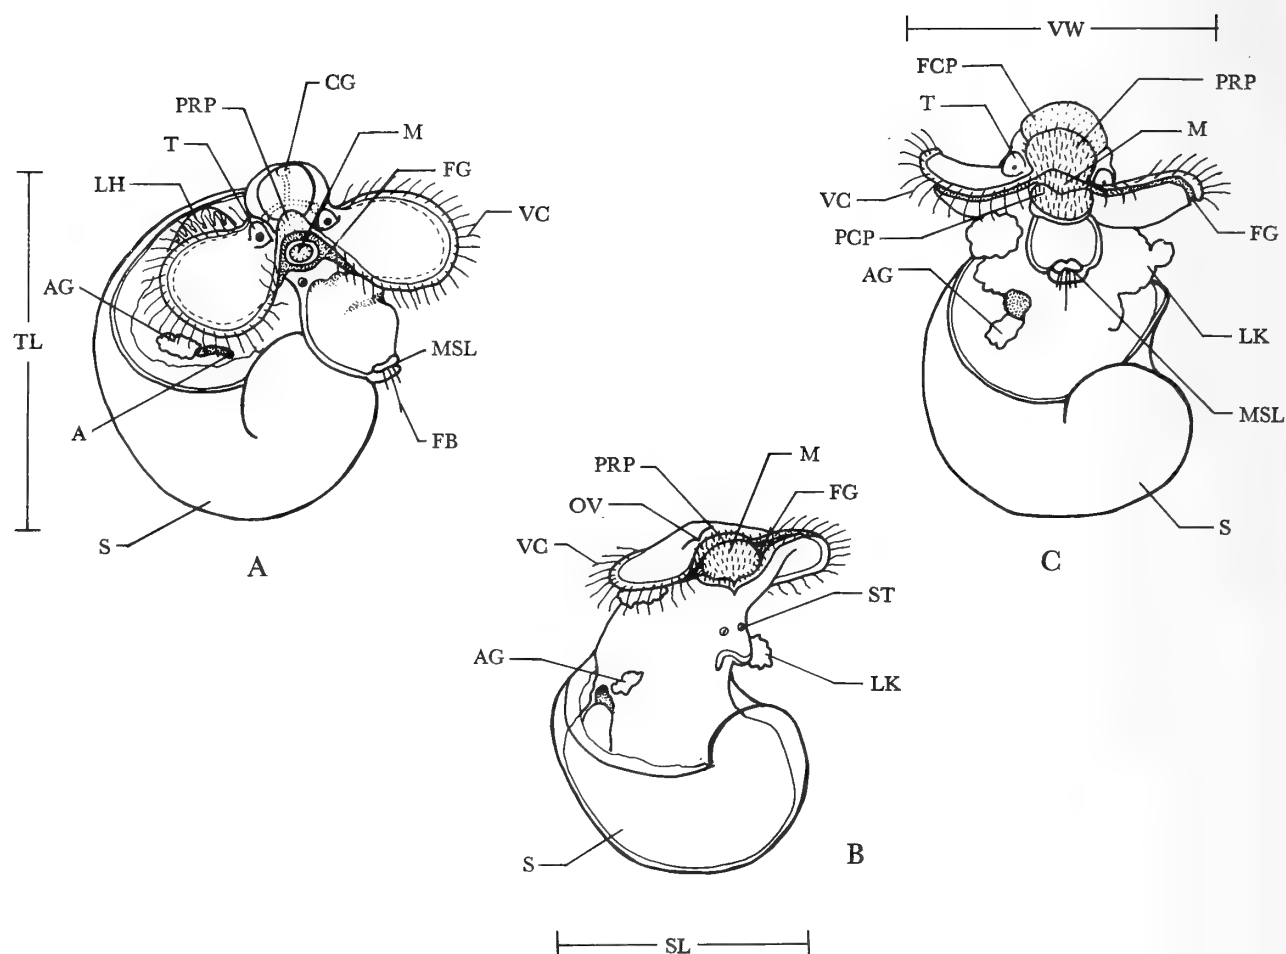 CG
PRP
M
T
FG
LH
VC
AG
TL
MSL
A
FB
S
A
VW
FCP
PRP
T
M
VC
FG
PCP
AG
LK
MSL
S
C
PRP
M
OV
FG
VC
ST
AG
LK
S
B
SL